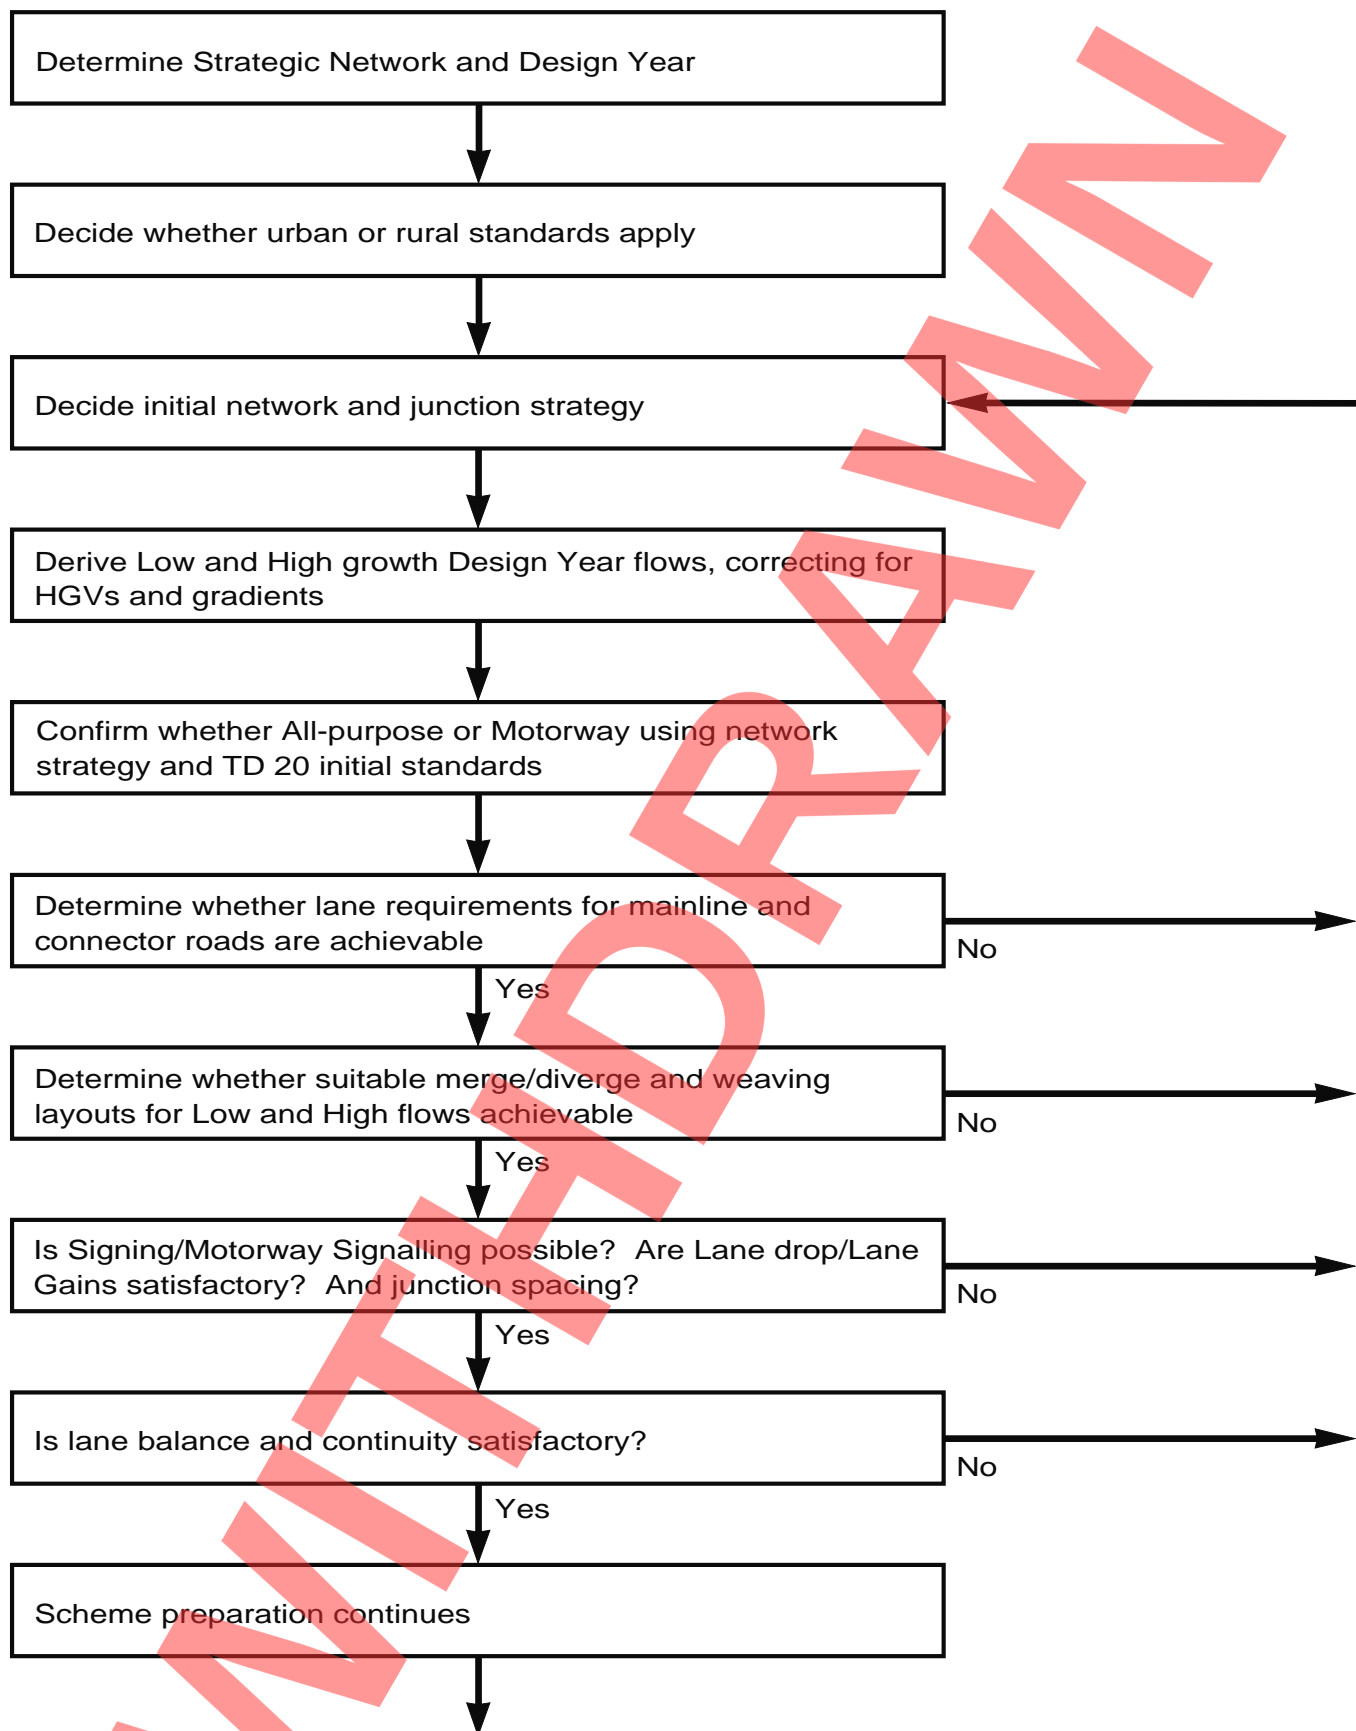 Determine Strategic Network and Design Year
Decide whether urban or rural standards apply
Decide initial network and junction strategy
Derive Low and High growth Design Year flows, correcting for
HGVs and gradients
Confirm whether All-purpose or Motorway using network
strategy and TD 20 initial standards
Determine whether lane requirements for mainline and
connector roads are achievable
No
Yes
Determine whether suitable merge/diverge and weaving
layouts for Low and High flows achievable
No
Yes
Is Signing/Motorway Signalling possible?  Are Lane drop/Lane
Gains satisfactory?  And junction spacing?
No
Yes
Is lane balance and continuity satisfactory?
No
Yes
Scheme preparation continues
WITHDRAWN